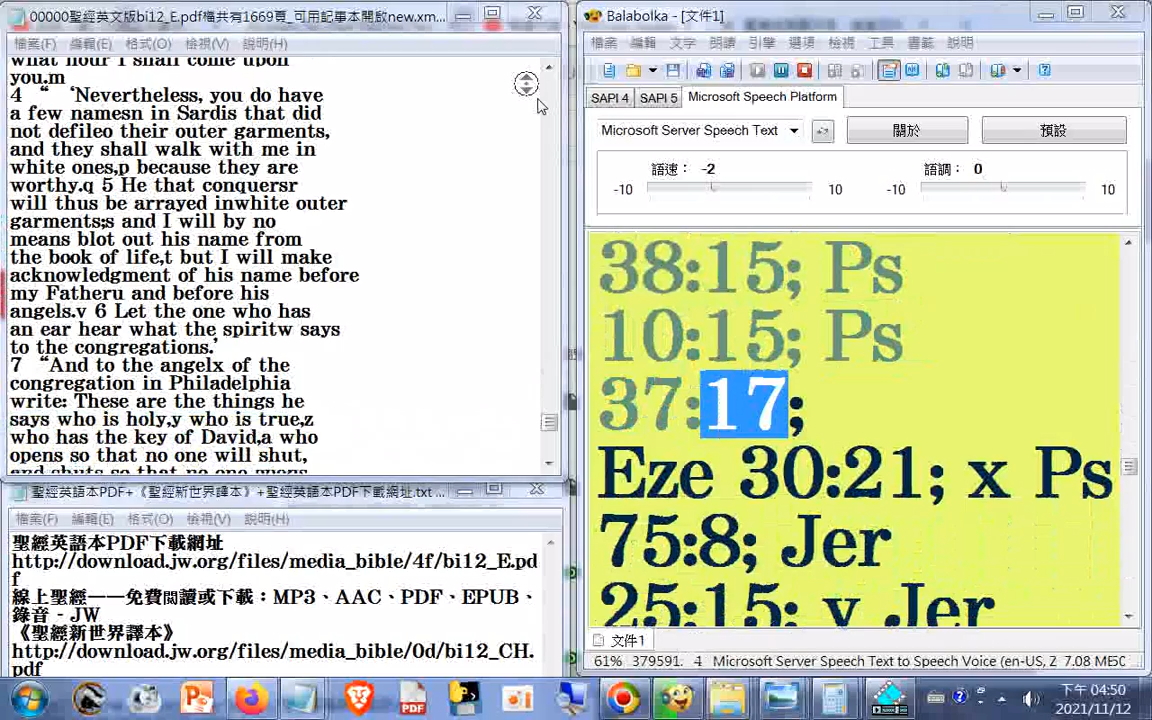 00000聖經英文版bi12_E.pdf檔共有1669頁_可用記事本開啟new.xm...
檔案(F) 編輯(E) 格式(O) 檢視(V) 說明(H)
what hour I shall come upon
you.m
4 “ ‘Nevertheless, you do have
a few namesn in Sardis that did
not defileo their outer garments,
and they shall walk with me in
white ones,p because they are
worthy.q 5 He that conquersr
will thus be arrayed inwhite outer
garments;s and I will by no
means blot out his name from
the book of life,t but I will make
acknowledgment of his name before
my Fatheru and before his
angels.v 6 Let the one who has
an ear hear what the spiritw says
to the congregations.’
7 “And to the angelx of the
congregation in Philadelphia
write: These are the things he
says who is holy,y who is true,z
who has the key of David,a who
opens so that no one will shut,
and shuts so that no one opens
聖經英語本PDF+《聖經新世界譯本》+聖經英語本PDF下載網址.txt ...
檔案(F) 編輯(E) 格式(O) 檢視(V) 說明(H)
聖經英語本PDF下載網址
http://download.jw.org/files/media_bible/4f/bi12_E.pd
f
線上聖經——免費閱讀或下載：MP3、AAC、PDF、EPUB、
錄音 - JW
《聖經新世界譯本》
http://download.jw.org/files/media_bible/0d/bi12_CH.
pdf
Balabolka - [文件1]
檔案 編輯 文字 朗讀 引擎 選項 檢視 工具 書籤 說明
SAPI 4 SAPI 5 Microsoft Speech Platform
Microsoft Server Speech Text 關於 預設
語速： -2 語調： 0
-10 10 -10 10
38:15; Ps
10:15; Ps
37:17;
Eze 30:21; x Ps
75:8; Jer
25:15; y Jer
文件1
61% 379591. 4 Microsoft Server Speech Text to Speech Voice (en-US, Z 7.08 ME5C
下午 04:50
2021/11/12